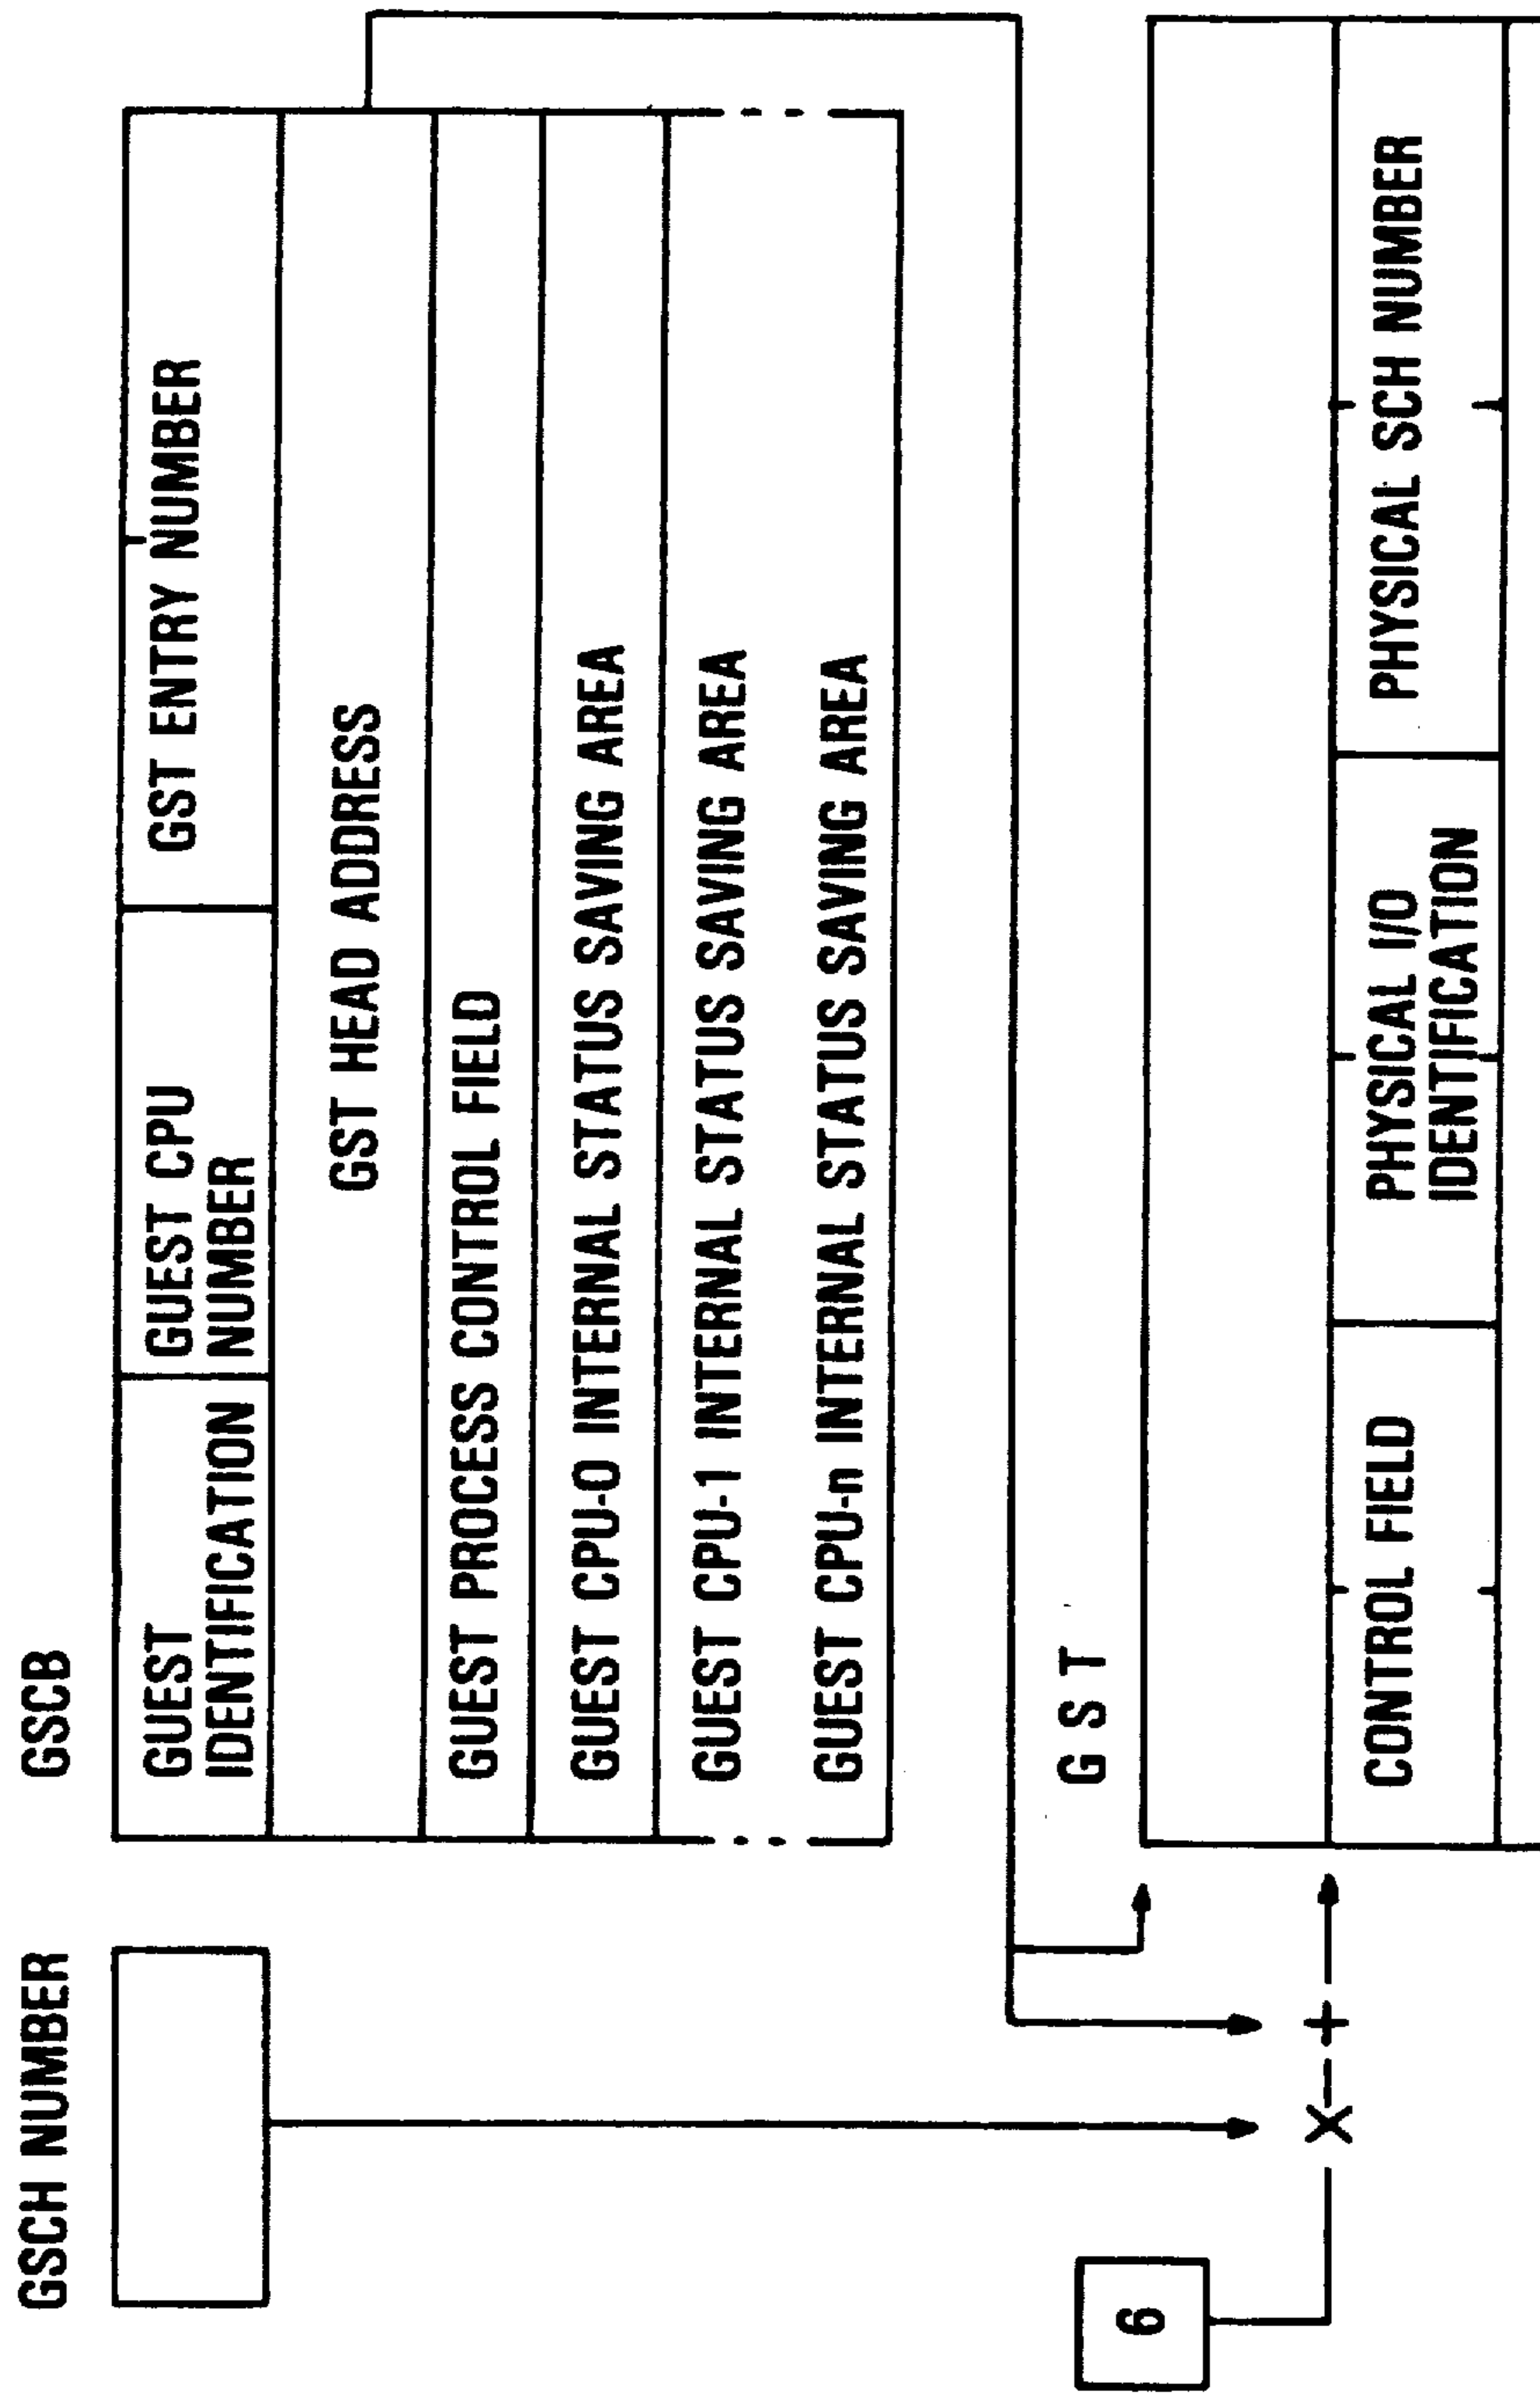 GSCH NUMBER
GSCB
GUEST
IDENTIFICATION
GUEST CPU
NUMBER
GST ENTRY NUMBER
GST HEAD ADDRESS
GUEST PROCESS CONTROL FIELD
GUEST CPU-0 INTERNAL STATUS SAVING AREA
GUEST CPU-1 INTERNAL STATUS SAVING AREA
GUEST CPU-n INTERNAL STATUS SAVING AREA
G S T
6
X
+
CONTROL FIELD
PHYSICAL I/O
IDENTIFICATION
PHYSICAL SCH NUMBER